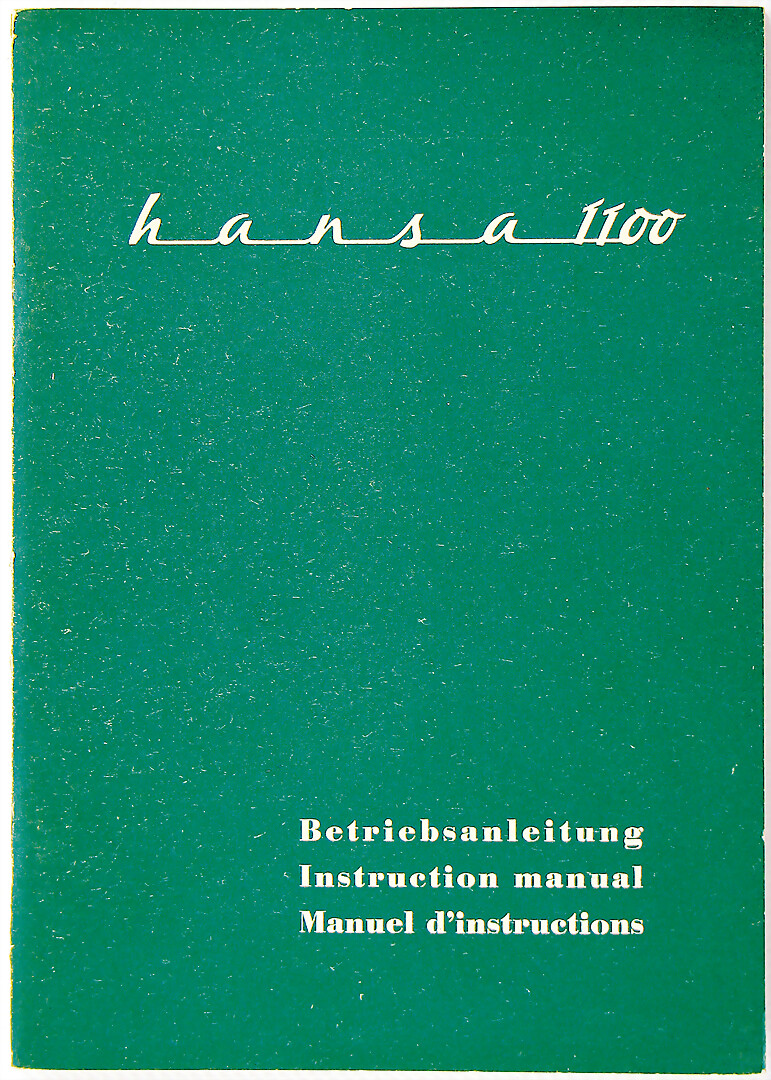 hansa 1100
Betriebsanleitung
Instruction manual
Manuel d'instructions